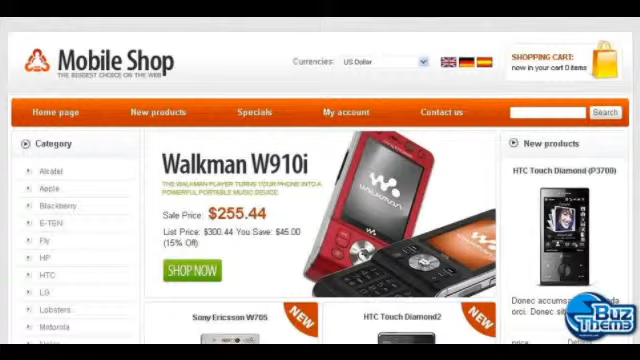 Mobile Shop
THE BIGGEST CHOICE ON THE WEB
Currencies: US Dollar
SHOPPING CART:
now in your cart 0 items
Home page New products Specials My account Contact us Search
Category
Alcatel
Apple
Blackberry
E-TEN
Fly
HP
HTC
LG
Lobsters
Motorola
Walkman W910i
THE WALKMAN PLAYER TURNS YOUR PHONE INTO A
POWERFUL PORTABLE MUSIC DEVICE.
Sale Price: $255.44
List Price: $300.44 You Save: $45.00
(15% Off)
SHOP NOW
WALKMAN
Sony Ericsson W705
NEW
HTC Touch Diamond2
NEW
New products
HTC Touch Diamond (P3700)
Donec accumsan
orci. Donec
BuzThem3